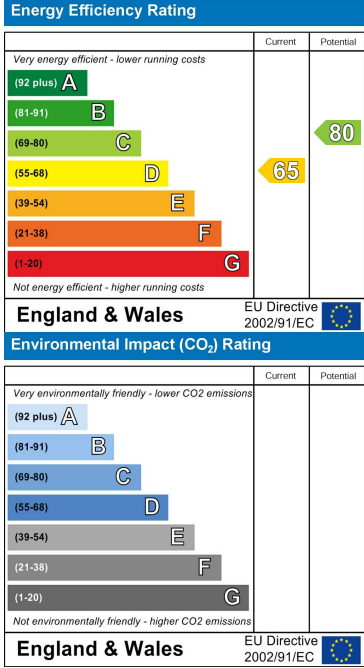 Energy Efficiency Rating
Current Potential
Very energy efficient - lower running costs
(92 plus) A
(81-91) B
(69-80) C
(55-68) D
(39-54) E
(21-38) F
(1-20) G
65
80
Not energy efficient - higher running costs
England & Wales
EU Directive
2002/91/EC
Environmental Impact (CO₂) Rating
Current Potential
Very environmentally friendly - lower CO2 emissions
(92 plus) A
(81-91) B
(69-80) C
(55-68) D
(39-54) E
(21-38) F
(1-20) G
Not environmentally friendly - higher CO2 emissions
England & Wales
EU Directive
2002/91/EC